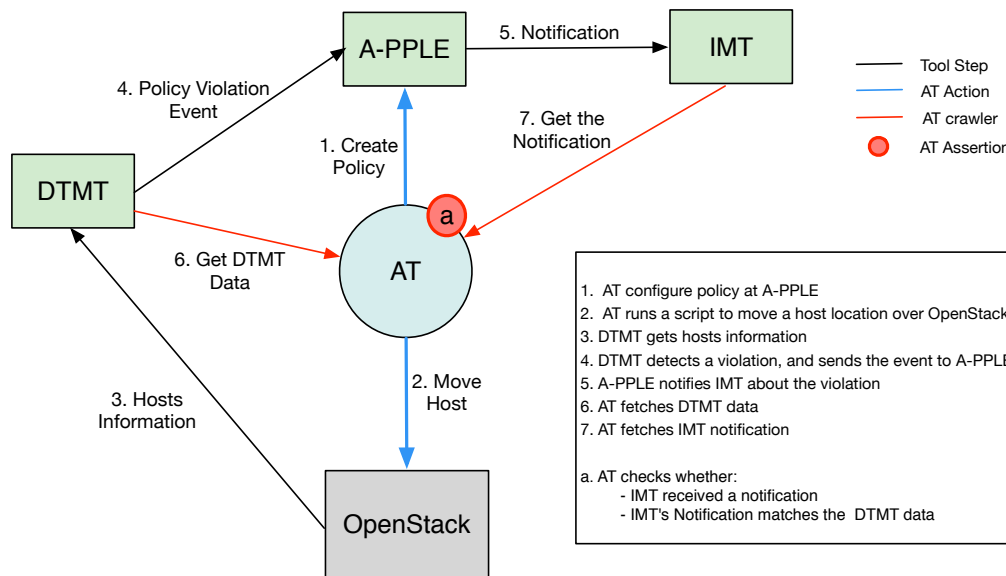 A-PPLE
5. Notification
IMT
4. Policy Violation
Event
7. Get the
Notification
1. Create
Policy
DTMT
a
6. Get DTMT
Data
AT
2. Move
Host
3. Hosts
Information
OpenStack
Tool Step
AT Action
AT crawler
AT Assertion
1. AT configure policy at A-PPLE
2. AT runs a script to move a host location over OpenStack
3. DTMT gets hosts information
4. DTMT detects a violation, and sends the event to A-PPLE
5. A-PPLE notifies IMT about the violation
6. AT fetches DTMT data
7. AT fetches IMT notification
a. AT checks whether:
- IMT received a notification
- IMT's Notification matches the DTMT data